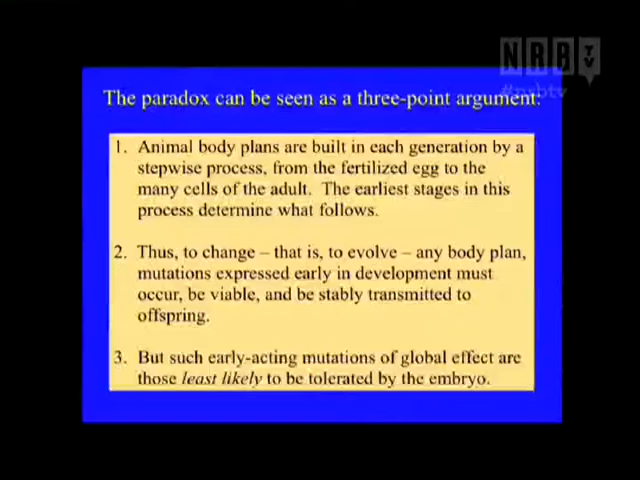 NRB TV
#nrbtv
The paradox can be seen as a three-point argument:
1. Animal body plans are built in each generation by a
stepwise process, from the fertilized egg to the
many cells of the adult. The earliest stages in this
process determine what follows.
2. Thus, to change – that is, to evolve – any body plan,
mutations expressed early in development must
occur, be viable, and be stably transmitted to
offspring.
3. But such early-acting mutations of global effect are
those least likely to be tolerated by the embryo.